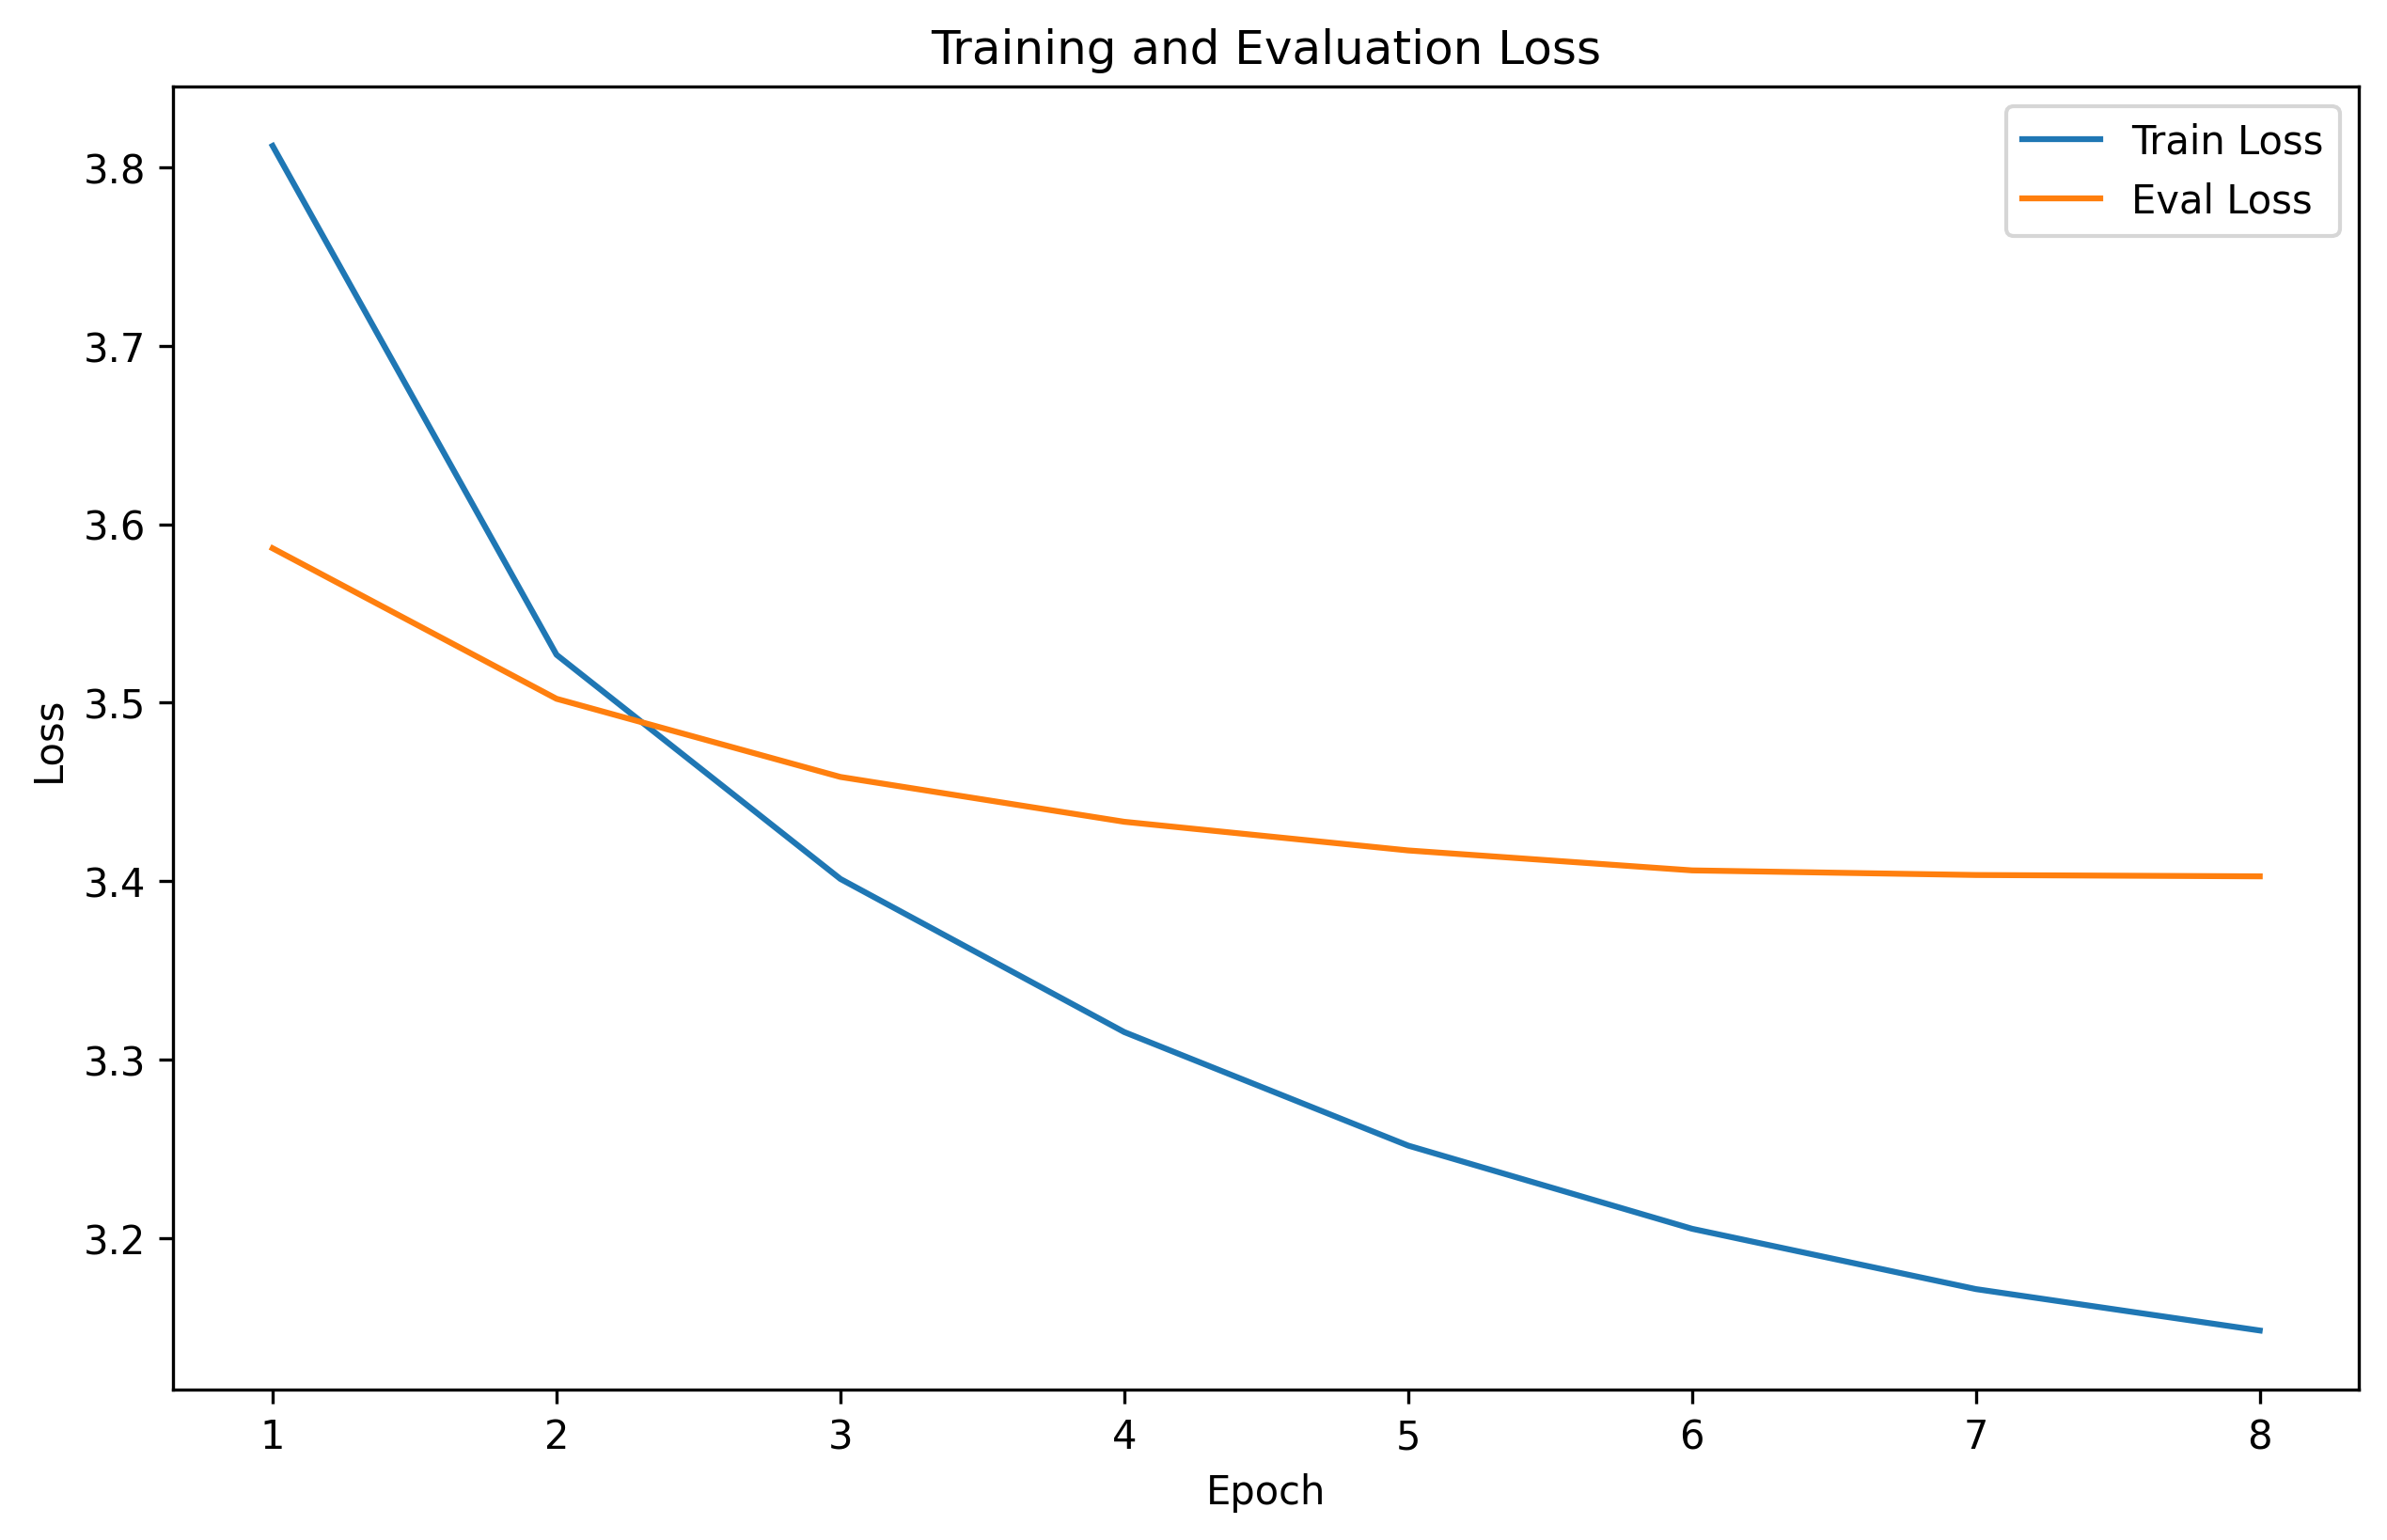 Training and Evaluation Loss
Train Loss
Eval Loss
3.8
3.7
3.6
3.5
3.4
3.3
3.2
Loss
1 2 3 4 5 6 7 8
Epoch